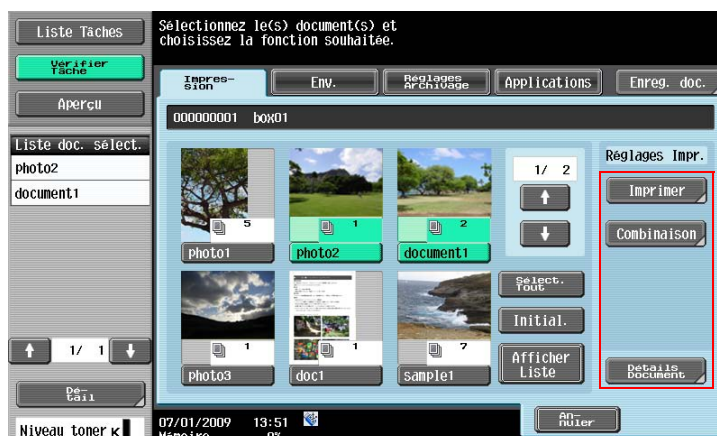 Liste Tâches
Vérifier
Tâche
Aperçu
Liste doc. sélect.
photo2
document1
1/ 1
Dé-
tail
Niveau toner K
Sélectionnez le(s) document(s) et
choisissez la fonction souhaitée.
Impres-
sion
Env.
Réglages
Archivage
Applications
Enreg. doc.
000000001 box01
5
photo1
1
photo2
2
document1
1
photo3
1
doc1
7
sample1
1/ 2
Sélect.
Tout
Initial.
Afficher
Liste
Réglages Impr.
Imprimer
Combinaison
Détails
Document
07/01/2009 13:51
Mémoire 0%
An-
nuler